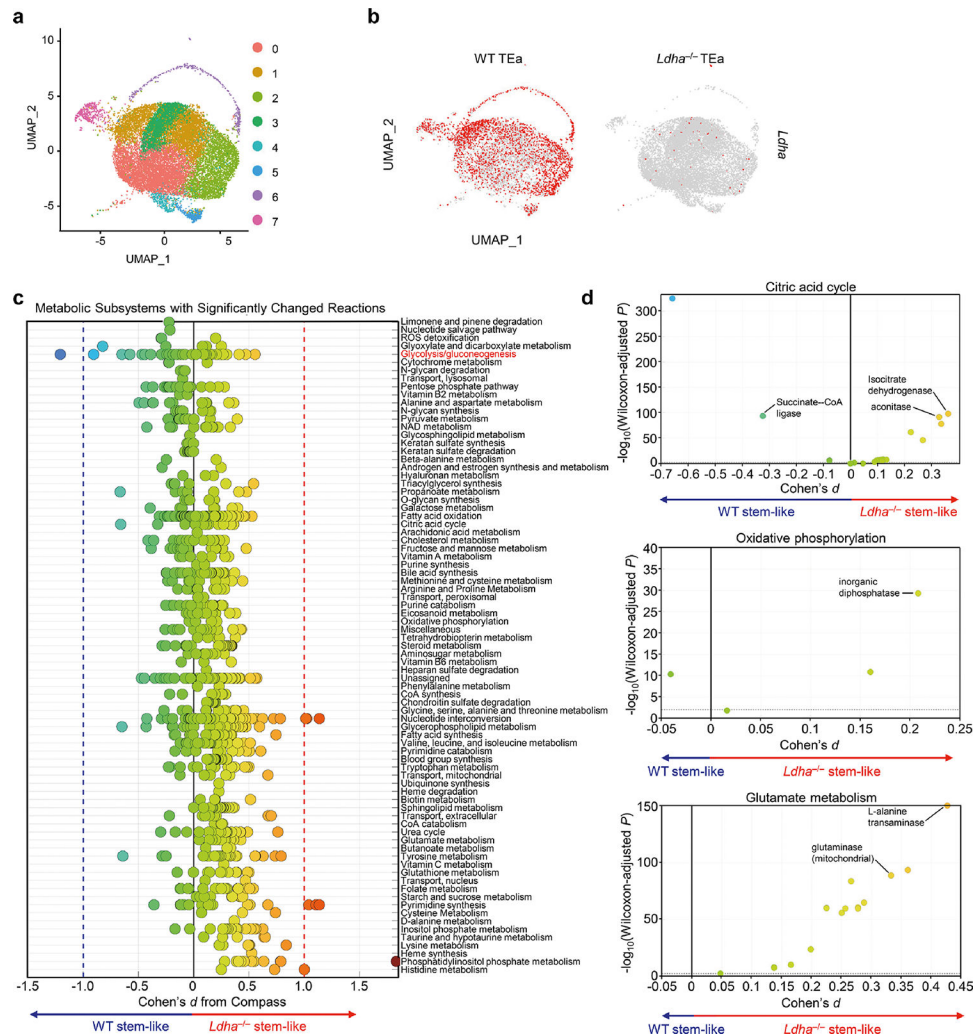 a
10
5
0
-5
UMAP_2
-5
0
5
UMAP_1
0
1
2
3
4
5
6
7
b
WT TEa
Ldha–/– TEa
UMAP_2
UMAP_1
Ldha
c
Metabolic Subsystems with Significantly Changed Reactions
Limonene and pinene degradation
Nucleotide salvage pathway
ROS detoxification
Glyoxylate and dicarboxylate metabolism
Glycolysis/gluconeogenesis
Cytochrome metabolism
N-glycan degradation
Transport, lysosomal
Pentose phosphate pathway
Vitamin B2 metabolism
Alanine and aspartate metabolism
N-glycan synthesis
Pyruvate metabolism
NAD metabolism
Glycosphingolipid metabolism
Keratan sulfate synthesis
Keratan sulfate degradation
Beta-alanine metabolism
Androgen and estrogen synthesis and metabolism
Hyaluronan metabolism
Triacylglycerol synthesis
Propanoate metabolism
O-glycan synthesis
Galactose metabolism
Fatty acid oxidation
Citric acid cycle
Arachidonic acid metabolism
Cholesterol metabolism
Fructose and mannose metabolism
Vitamin A metabolism
Purine synthesis
Bile acid synthesis
Methionine and cysteine metabolism
Arginine and Proline Metabolism
Transport, peroxisomal
Purine catabolism
Eicosanoid metabolism
Oxidative phosphorylation
Miscellaneous
Tetrahydrobiopterin metabolism
Steroid metabolism
Aminosugar metabolism
Vitamin B6 metabolism
Heparan sulfate degradation
Unassigned
Phenylalanine metabolism
CoA synthesis
Chondroitin sulfate degradation
Glycine, serine, alanine and threonine metabolism
Nucleotide interconversion
Glycerophospholipid metabolism
Fatty acid synthesis
Valine, leucine, and isoleucine metabolism
Pyrimidine catabolism
Blood group synthesis
Tryptophan metabolism
Transport, mitochondrial
Ubiquinone synthesis
Heme degradation
Biotin metabolism
Sphingolipid metabolism
Transport, extracellular
CoA catabolism
Urea cycle
Glutamate metabolism
Butanoate metabolism
Tyrosine metabolism
Vitamin C metabolism
Glutathione metabolism
Transport, nucleus
Folate metabolism
Starch and sucrose metabolism
Pyrimidine synthesis
Cysteine Metabolism
D-alanine metabolism
Inositol phosphate metabolism
Taurine and hypotaurine metabolism
Lysine metabolism
Heme synthesis
Phosphatidylinositol phosphate metabolism
Histidine metabolism
-1.5 -1.0 -0.5 0 0.5 1.0 1.5
Cohen's d from Compass
WT stem-like
Ldha–/– stem-like
d
Citric acid cycle
-log10(Wilcoxon-adjusted P)
300
250
200
150
100
50
0
Succinate--CoA
ligase
Isocitrate
dehydrogenase
aconitase
-0.7 -0.6 -0.5 -0.4 -0.3 -0.2 -0.1 0 0.1 0.2 0.3
Cohen's d
WT stem-like
Ldha–/– stem-like
Oxidative phosphorylation
-log10(Wilcoxon-adjusted P)
40
35
30
25
20
15
10
5
0
inorganic
diphosphatase
-0.05 0 0.05 0.1 0.15 0.2 0.25
Cohen's d
WT stem-like
Ldha–/– stem-like
Glutamate metabolism
-log10(Wilcoxon-adjusted P)
150
100
50
0
L-alanine
transaminase
glutaminase
(mitochondrial)
-0.05 0 0.05 0.1 0.15 0.2 0.25 0.3 0.35 0.4 0.45
Cohen's d
WT stem-like
Ldha–/– stem-like